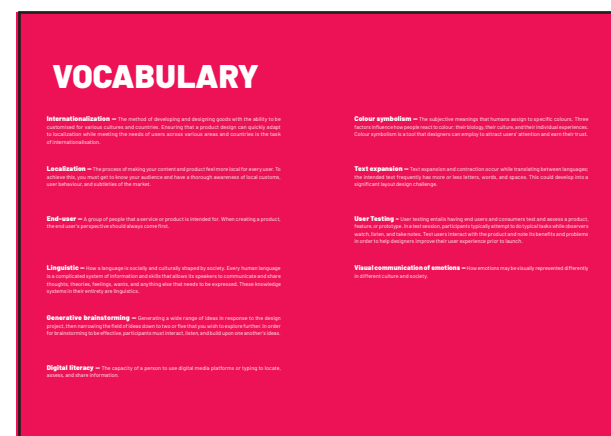 VOCABULARY
Internationalization – The method of developing and designing goods with the ability to be
customised for various cultures and countries. Ensuring that a product design can quickly adapt
to localization while meeting the needs of users across various areas and countries is the task
of internationalisation.
Localization – The process of making your content and product feel more local for every user. To
achieve this, you must get to know your audience and have a thorough awareness of local customs,
user behaviour, and subtleties of the market.
End-user – A group of people that a service or product is intended for. When creating a product,
the end user's perspective should always come first.
Linguistic – How a language is socially and culturally shaped by society. Every human language
is a complicated system of information and skills that allows its speakers to communicate and share
thoughts, theories, feelings, wants, and anything else that needs to be expressed. These knowledge
systems in their entirety are linguistics.
Generative brainstorming – Generating a wide range of ideas in response to the design
project, then narrowing the field of ideas down to two or five that you wish to explore further. In order
for brainstorming to be effective, participants must interact, listen, and build upon one another's ideas.
Digital literacy – The capacity of a person to use digital media platforms or typing to locate,
assess, and share information.
Colour symbolism – The subjective meanings that humans assign to specific colours. Three
factors influence how people react to colour: their biology, their culture, and their individual experiences.
Colour symbolism is a tool that designers can employ to attract users' attention and earn their trust.
Text expansion – Text expansion and contraction occur while translating between languages;
the intended text frequently has more or less letters, words, and spaces. This could develop into a
significant layout design challenge.
User Testing – User testing entails having end users and consumers test and assess a product,
feature, or prototype. In a test session, participants typically attempt to do typical tasks while observers
watch, listen, and take notes. Test users interact with the product and note its benefits and problems
in order to help designers improve their user experience prior to launch.
Visual communication of emotions – How emotions may be visually represented differently
in different culture and society.